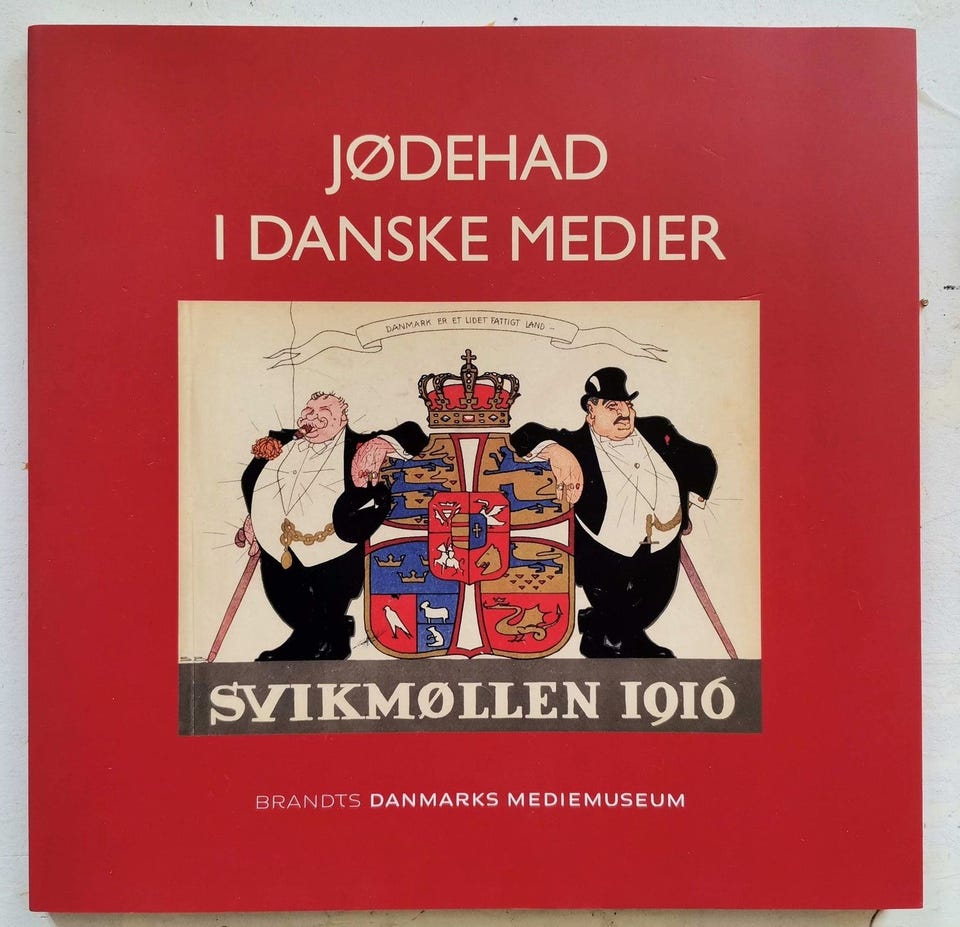 JØDEHAD
I DANSKE MEDIER
DANMARK ER ET LIDET FATTIGT LAND –
SVIKMØLLEN 1916
BRANDTS DANMARKS MEDIEMUSEUM